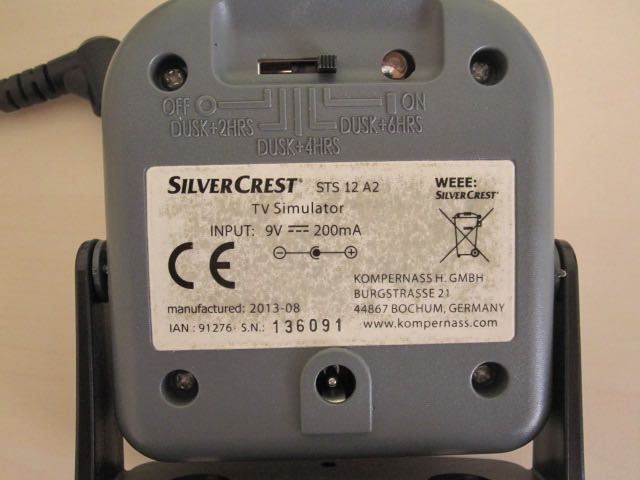 OFF ON
DUSK+2HRS DUSK+6HRS
DUSK+4HRS
SILVERCREST® STS 12 A2
TV Simulator
INPUT: 9V 200mA
- +
WEEE:
SILVERCREST®
CE
KOMPERNASS H. GMBH
BURGSTRASSE 21
44867 BOCHUM, GERMANY
www.kompernass.com
manufactured: 2013-08
IAN : 91276 S.N.: 136091